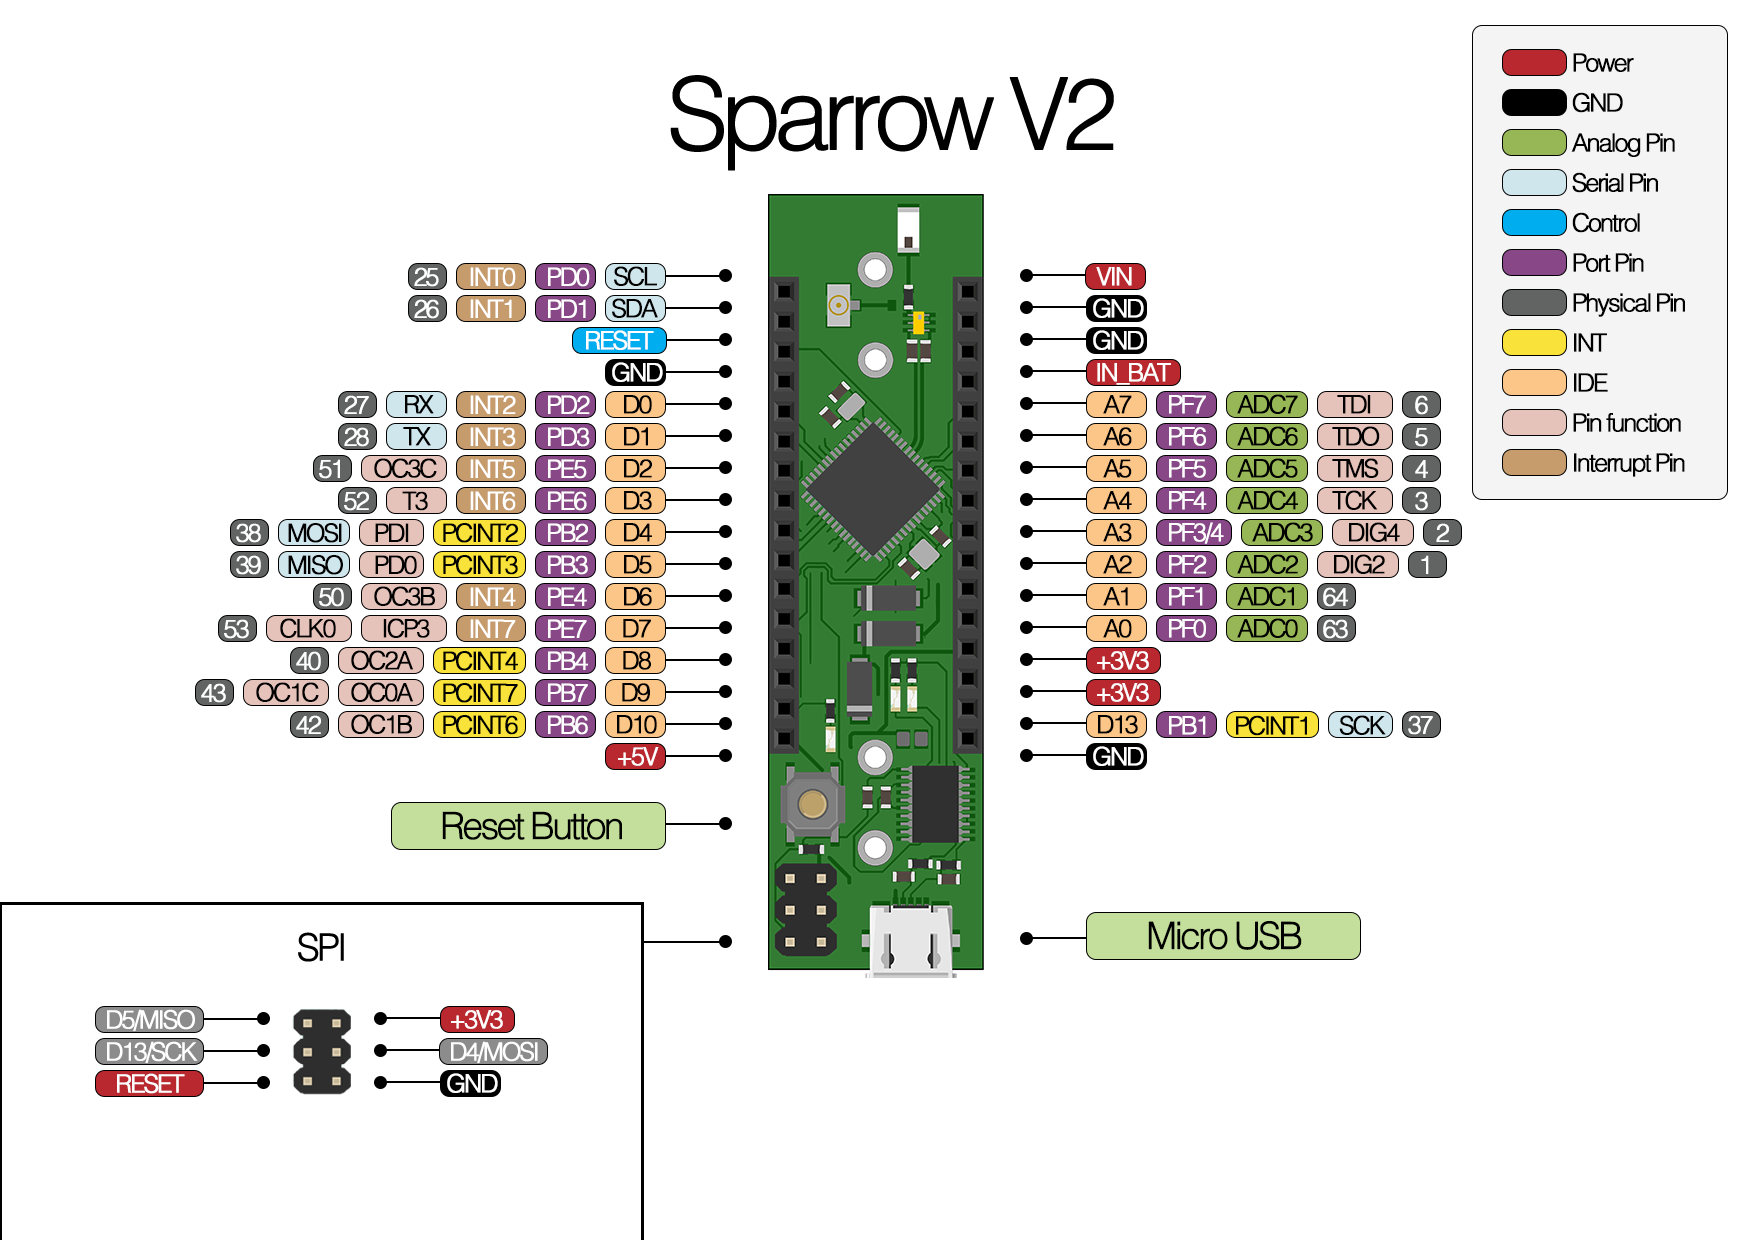 Sparrow V2
Power
GND
Analog Pin
Serial Pin
Control
Port Pin
Physical Pin
INT
IDE
Pin function
Interrupt Pin
25 INT0 PD0 SCL
26 INT1 PD1 SDA
RESET
GND
27 RX INT2 PD2 D0
28 TX INT3 PD3 D1
51 OC3C INT5 PE5 D2
52 T3 INT6 PE6 D3
38 MOSI PDI PCINT2 PB2 D4
39 MISO PD0 PCINT3 PB3 D5
50 OC3B INT4 PE4 D6
53 CLK0 ICP3 INT7 PE7 D7
40 OC2A PCINT4 PB4 D8
43 OC1C OC0A PCINT7 PB7 D9
42 OC1B PCINT6 PB6 D10
+5V
VIN
GND
GND
IN_BAT
A7 PF7 ADC7 TDI 6
A6 PF6 ADC6 TDO 5
A5 PF5 ADC5 TMS 4
A4 PF4 ADC4 TCK 3
A3 PF3/4 ADC3 DIG4 2
A2 PF2 ADC2 DIG2 1
A1 PF1 ADC1 64
A0 PF0 ADC0 63
+3V3
+3V3
D13 PB1 PCINT1 SCK 37
GND
Reset Button
Micro USB
SPI
D5/MISO +3V3
D13/SCK D4/MOSI
RESET GND